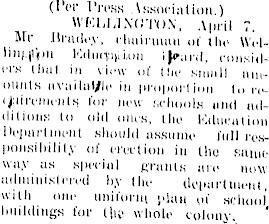 (Per Press Association.)
WELLINGTON, April 7.
Mr Bradey, chairman of the Wel-
lington Education Board, consid-
ers that in view of the small am-
ounts available in proportion to re-
quirements for new schools and ad-
ditions to old ones, the Education
Department should assume full res-
ponsibility of erection in the same
way as special grants are now
administered by the department,
with one uniform plan of school
buildings for the whole colony.